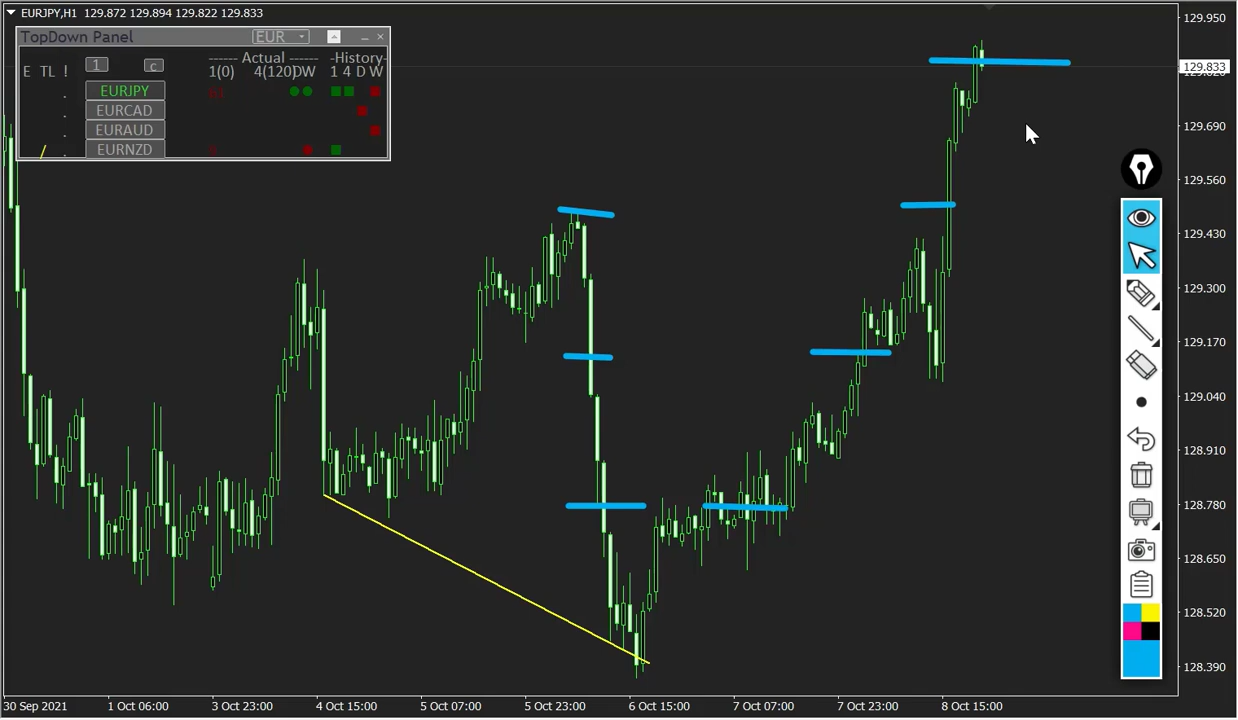 EURJPY,H1 129.872 129.894 129.822 129.833
TopDown Panel EUR
------ Actual ------ -History-
E TL ! 1 c 1(0) 4(120)DW 1 4 D W
EURJPY
EURCAD
EURAUD
EURNZD
129.950
129.833
129.690
129.560
129.430
129.300
129.170
129.040
128.910
128.780
128.650
128.520
128.390
30 Sep 2021 1 Oct 06:00 3 Oct 23:00 4 Oct 15:00 5 Oct 07:00 5 Oct 23:00 6 Oct 15:00 7 Oct 07:00 7 Oct 23:00 8 Oct 15:00